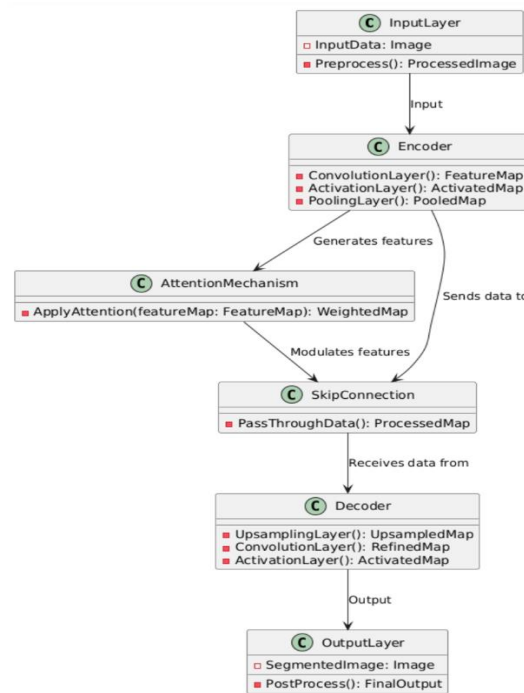 C InputLayer
InputData: Image
Preprocess(): ProcessedImage
Input
C Encoder
ConvolutionLayer(): FeatureMap
ActivationLayer(): ActivatedMap
PoolingLayer(): PooledMap
Generates features
C AttentionMechanism
ApplyAttention(featureMap: FeatureMap): WeightedMap
Sends data to
Modulates features
C SkipConnection
PassThroughData(): ProcessedMap
Receives data from
C Decoder
UpsamplingLayer(): UpsampledMap
ConvolutionLayer(): RefinedMap
ActivationLayer(): ActivatedMap
Output
C OutputLayer
SegmentedImage: Image
PostProcess(): FinalOutput